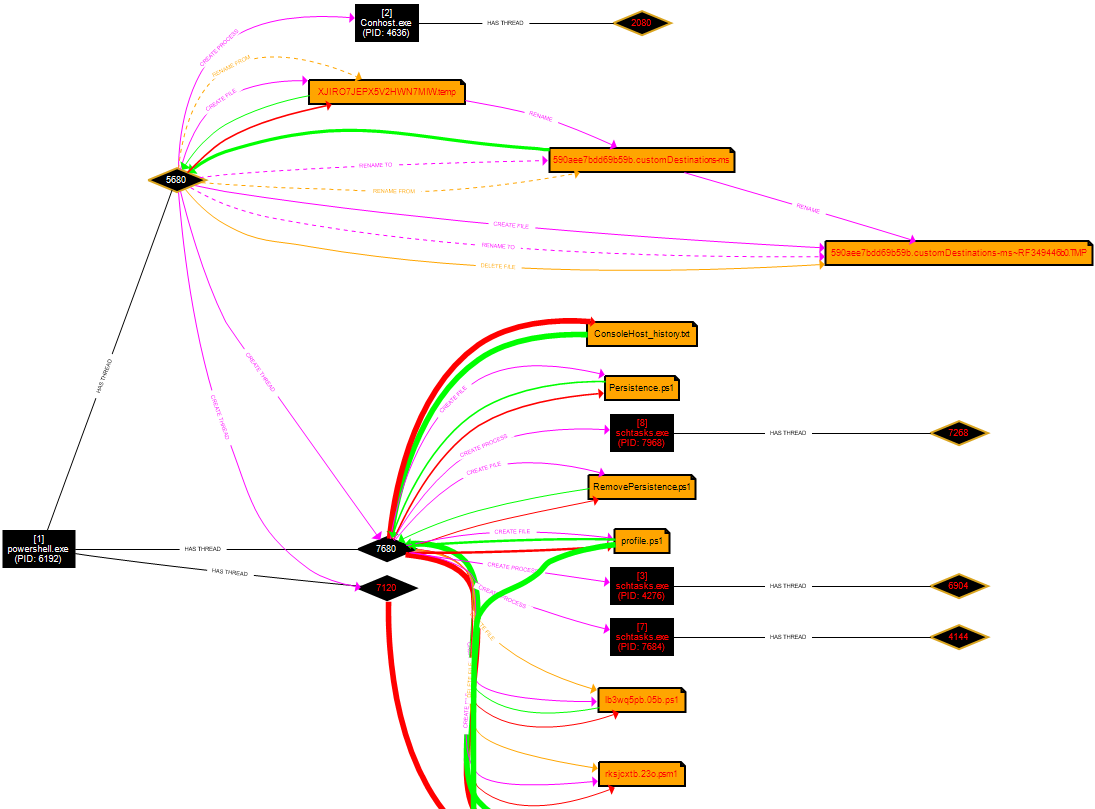 [2]
Conhost.exe
(PID: 4636)
HAS THREAD
2080
CREATE PROCESS
RENAME FROM
CREATE FILE
XJIRO7JEPX5V2HWN7MIW.temp
RENAME
590aee7bdd69b59b.customDestinations-ms
RENAME TO
5680
RENAME FROM
RENAME
CREATE FILE
RENAME TO
590aee7bdd69b59b.customDestinations-ms~RF349446b0.TMP
DELETE FILE
HAS THREAD
CREATE THREAD
CREATE THREAD
ConsoleHost_history.txt
CREATE FILE
Persistence.ps1
[8]
schtasks.exe
(PID: 7968)
HAS THREAD
7268
CREATE PROCESS
CREATE FILE
RemovePersistence.ps1
CREATE FILE
profile.ps1
[1]
powershell.exe
(PID: 6192)
HAS THREAD
7680
HAS THREAD
7120
CREATE PROCESS
[3]
schtasks.exe
(PID: 4276)
HAS THREAD
6904
CREATE PROCESS
[7]
schtasks.exe
(PID: 7684)
HAS THREAD
4144
lb3wq5pb.05b.ps1
CREATE
rksjcxtb.23o.psm1